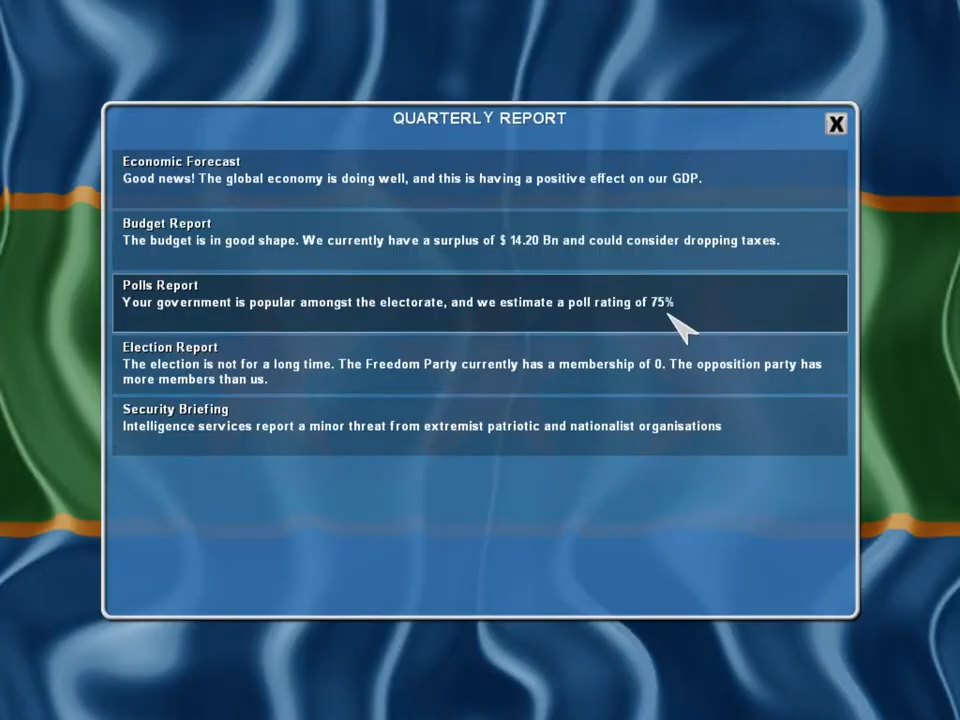 QUARTERLY REPORT
X
Economic Forecast
Good news! The global economy is doing well, and this is having a positive effect on our GDP.
Budget Report
The budget is in good shape. We currently have a surplus of $ 14.20 Bn and could consider dropping taxes.
Polls Report
Your government is popular amongst the electorate, and we estimate a poll rating of 75%
Election Report
The election is not for a long time. The Freedom Party currently has a membership of 0. The opposition party has
more members than us.
Security Briefing
Intelligence services report a minor threat from extremist patriotic and nationalist organisations